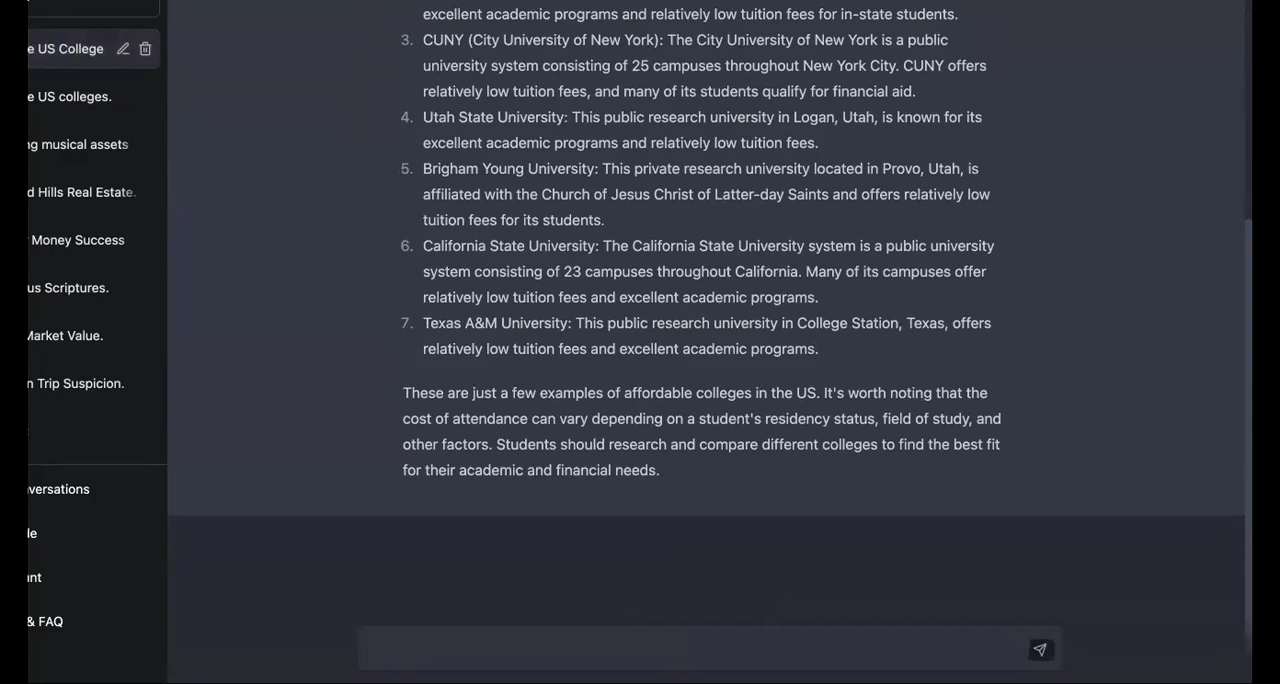 e US College
e US colleges.
ng musical assets
d Hills Real Estate.
Money Success
us Scriptures.
Market Value.
n Trip Suspicion.
versations
le
unt
& FAQ
excellent academic programs and relatively low tuition fees for in-state students.
3. CUNY (City University of New York): The City University of New York is a public
university system consisting of 25 campuses throughout New York City. CUNY offers
relatively low tuition fees, and many of its students qualify for financial aid.
4. Utah State University: This public research university in Logan, Utah, is known for its
excellent academic programs and relatively low tuition fees.
5. Brigham Young University: This private research university located in Provo, Utah, is
affiliated with the Church of Jesus Christ of Latter-day Saints and offers relatively low
tuition fees for its students.
6. California State University: The California State University system is a public university
system consisting of 23 campuses throughout California. Many of its campuses offer
relatively low tuition fees and excellent academic programs.
7. Texas A&M University: This public research university in College Station, Texas, offers
relatively low tuition fees and excellent academic programs.
These are just a few examples of affordable colleges in the US. It's worth noting that the
cost of attendance can vary depending on a student's residency status, field of study, and
other factors. Students should research and compare different colleges to find the best fit
for their academic and financial needs.